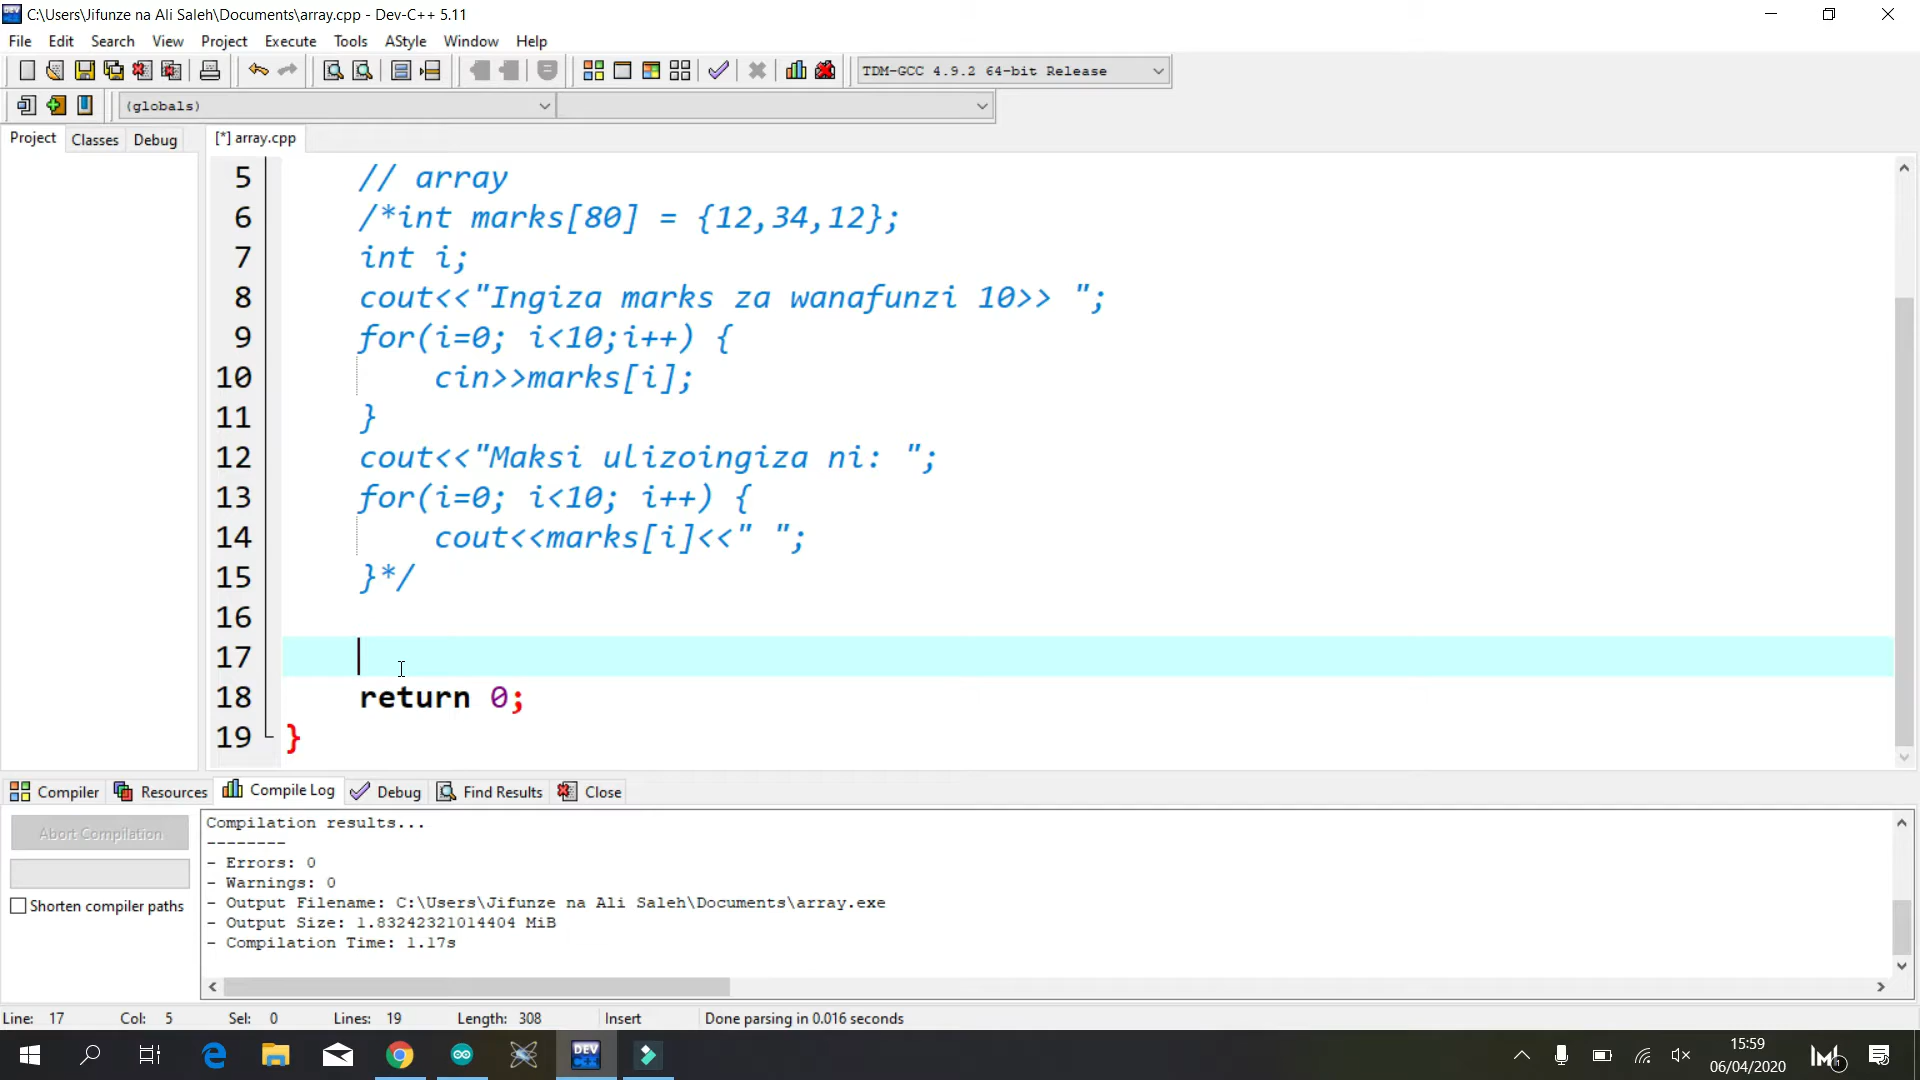 C:\Users\Jifunze na Ali Saleh\Documents\array.cpp - Dev-C++ 5.11
File Edit Search View Project Execute Tools AStyle Window Help
TDM-GCC 4.9.2 64-bit Release
(globals)
Project Classes Debug
[*] array.cpp
5 // array
6 /*int marks[80] = {12,34,12};
7 int i;
8 cout<<"Ingiza marks za wanafunzi 10>> ";
9 for(i=0; i<10;i++) {
10 cin>>marks[i];
11 }
12 cout<<"Maksi ulizoingiza ni: ";
13 for(i=0; i<10; i++) {
14 cout<<marks[i]<<" ";
15 }*/
16
17
18 return 0;
19 }
Compiler Resources Compile Log Debug Find Results Close
Abort Compilation
Shorten compiler paths
Compilation results...
--------
- Errors: 0
- Warnings: 0
- Output Filename: C:\Users\Jifunze na Ali Saleh\Documents\array.exe
- Output Size: 1.83242321014404 MiB
- Compilation Time: 1.17s
Line: 17 Col: 5 Sel: 0 Lines: 19 Length: 308 Insert Done parsing in 0.016 seconds
DEV C++
15:59
06/04/2020
1